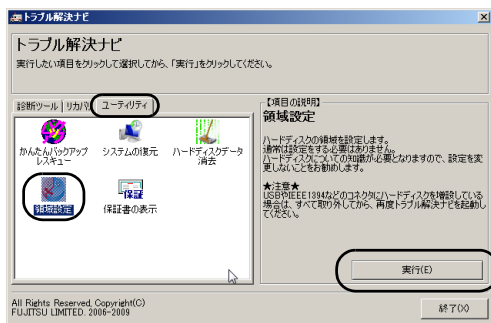 トラブル解決ナビ
トラブル解決ナビ
実行したい項目をクリックして選択してから、「実行」をクリックしてください。
診断ツール
リカバリ
ユーティリティ
かんたんバックアップ
レスキュー
システムの復元
ハードディスクデータ
消去
領域設定
保証書の表示
【項目の説明】
領域設定
ハードディスクの領域を設定します。
通常は設定をする必要はありません。
ハードディスクについての知識が必要となりますので、設定を変
更しないことをお勧めします。
★注意★
USBやIEEE1394などのコネクタにハードディスクを増設している
場合は、すべて取り外してから、再度トラブル解決ナビを起動し
てください。
実行(E)
All Rights Reserved, Copyright(C)
FUJITSU LIMITED. 2006-2009
終了(X)